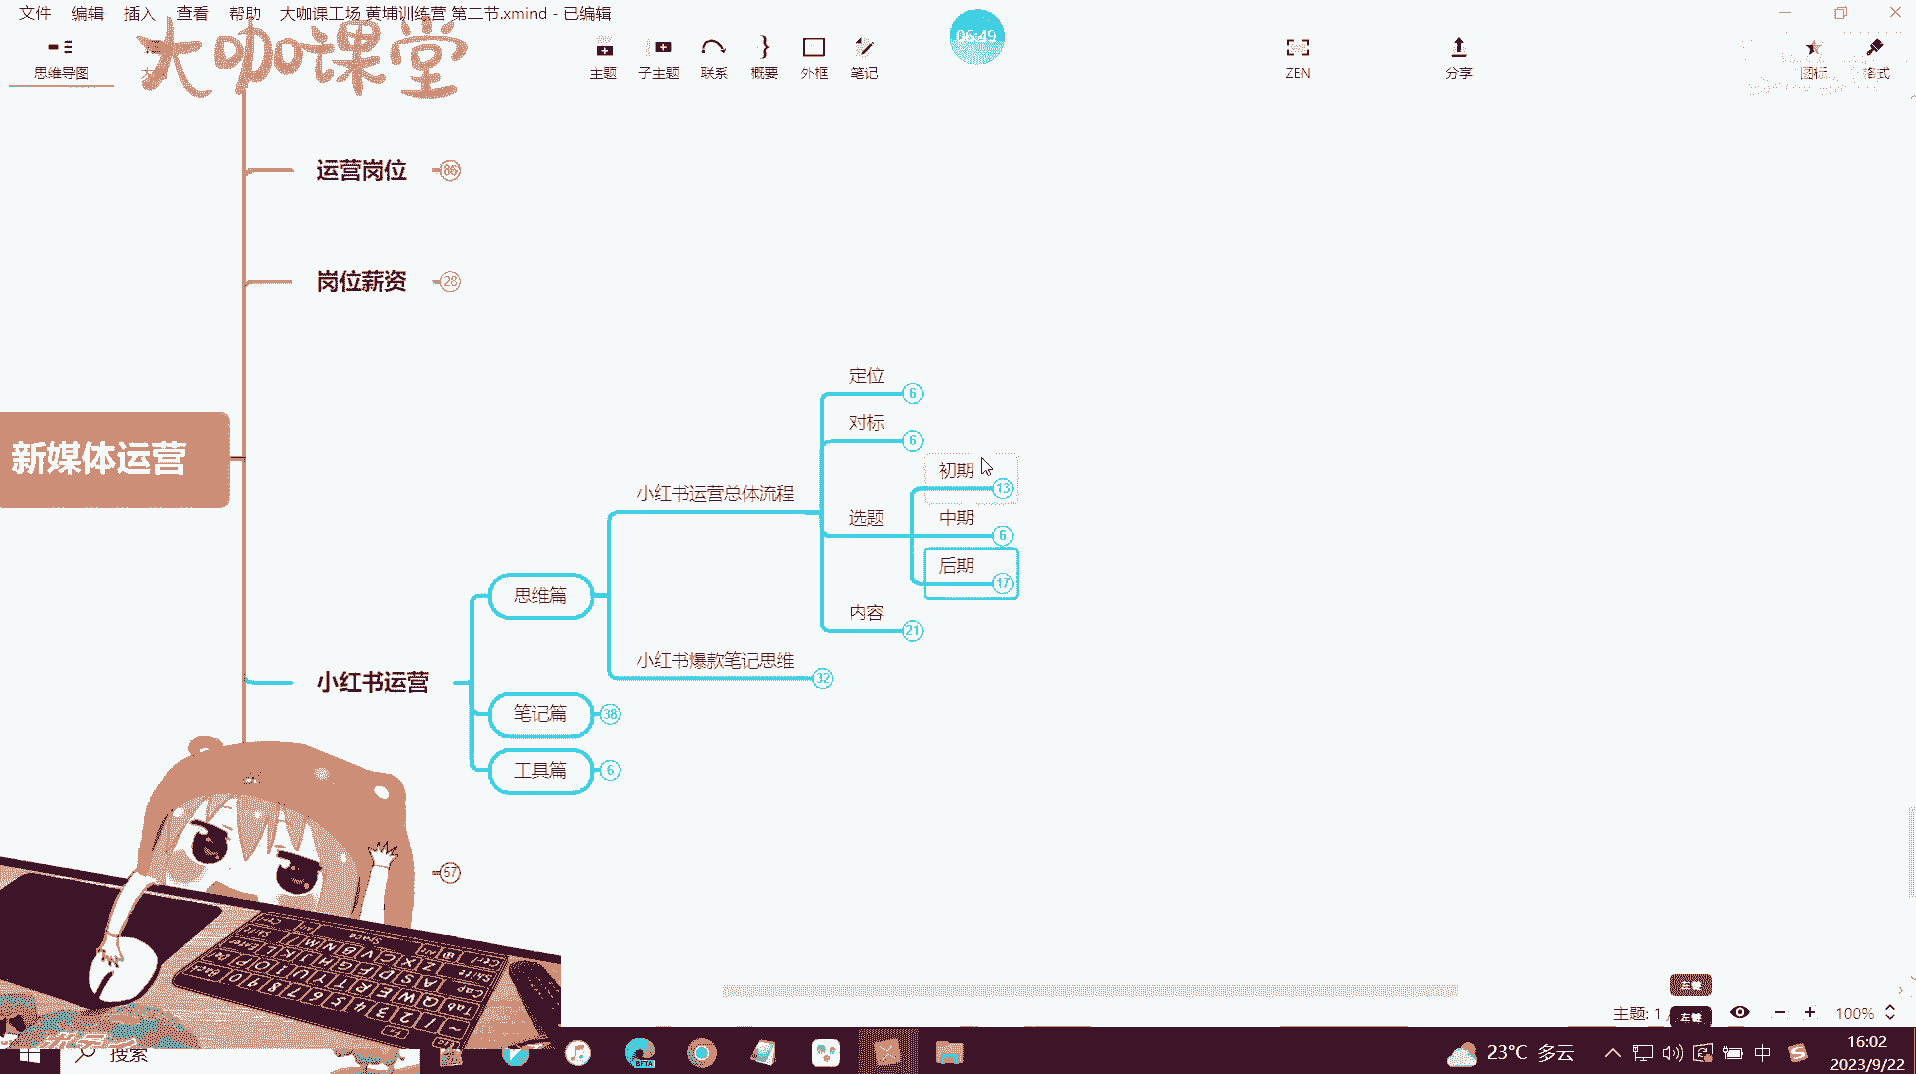 文件 编辑 插入 查看 帮助 大咖课工场 黄埔训练营 第二节.xmind - 已编辑
大咖课堂
思维导图
主题 子主题 联系 概要 外框 笔记
06:49
ZEN
分享
图标
格式
运营岗位 86
岗位薪资 28
新媒体运营
小红书运营
思维篇
小红书运营总体流程
定位 6
对标 6
选题
初期 13
中期 6
后期 17
内容 21
小红书爆款笔记思维 32
笔记篇 38
工具篇 6
57
左键
左键
主题: 1
100%
搜索
BETA
23°C 多云
中
16:02
2023/9/22